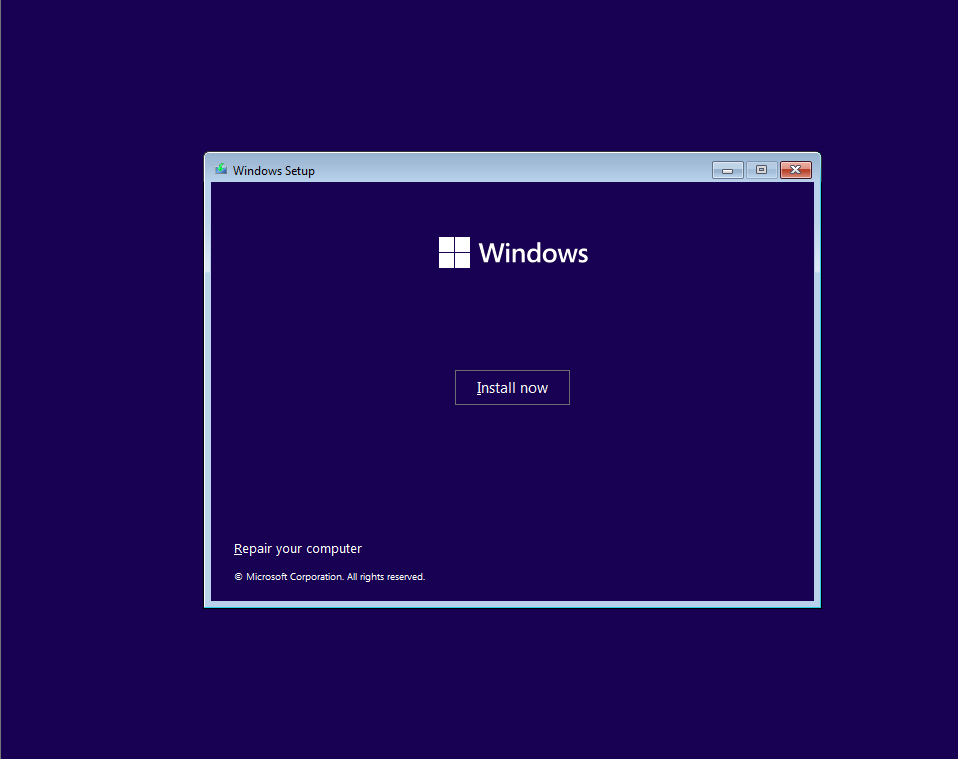 Windows Setup
Windows
Install now
Repair your computer
© Microsoft Corporation. All rights reserved.